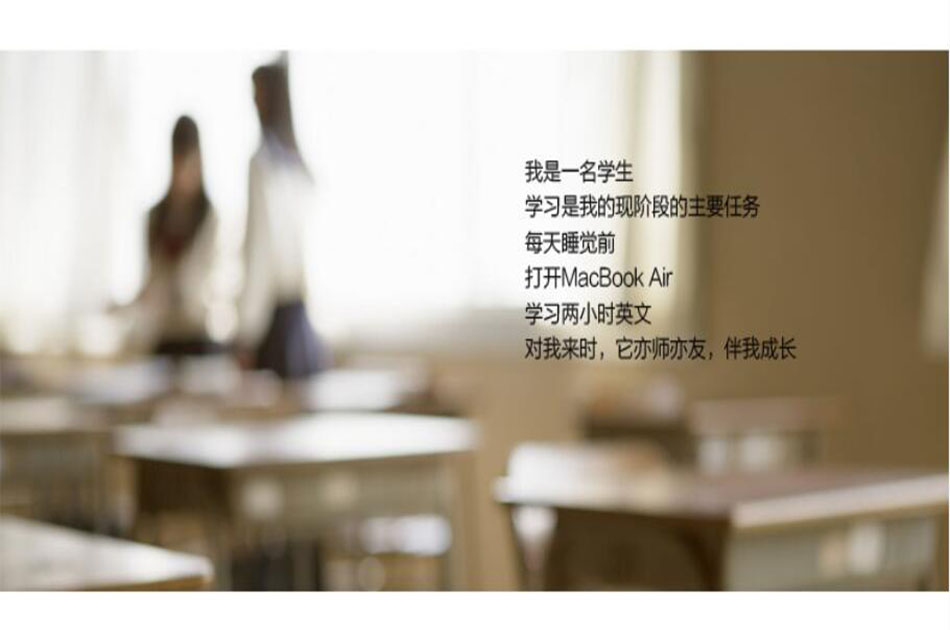 我是一名学生
学习是我的现阶段的主要任务
每天睡觉前
打开MacBook Air
学习两小时英文
对我来时，它亦师亦友，伴我成长